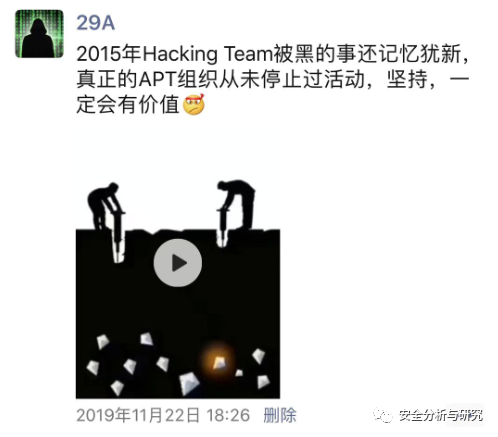 29A
2015年Hacking Team被黑的事还记忆犹新，
真正的APT组织从未停止过活动，坚持，一
定会有价值
2019年11月22日 18:26 删除
安全分析与研究